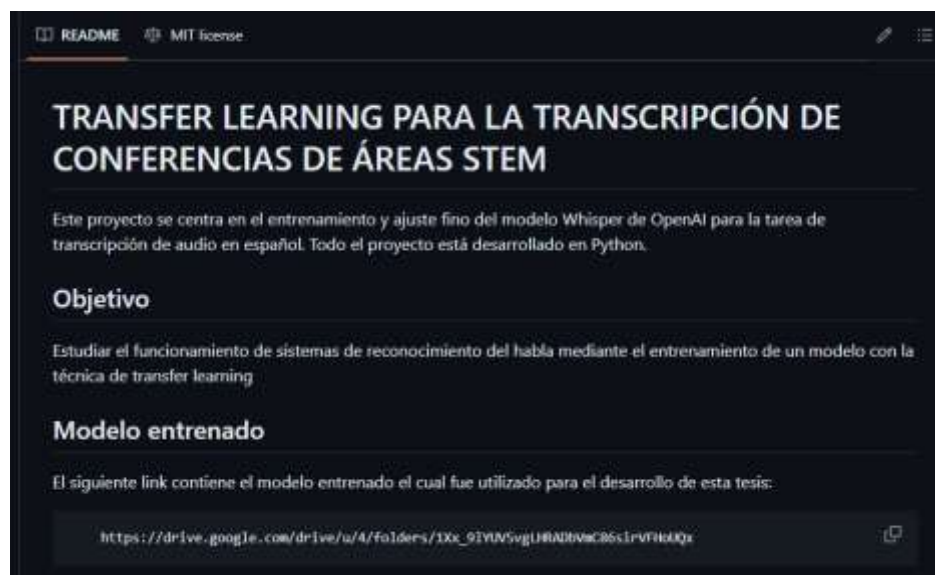 README MIT license
TRANSFER LEARNING PARA LA TRANSCRIPCIÓN DE
CONFERENCIAS DE ÁREAS STEM
Este proyecto se centra en el entrenamiento y ajuste fino del modelo Whisper de OpenAI para la tarea de
transcripción de audio en español. Todo el proyecto está desarrollado en Python.
Objetivo
Estudiar el funcionamiento de sistemas de reconocimiento del habla mediante el entrenamiento de un modelo con la
técnica de transfer learning
Modelo entrenado
El siguiente link contiene el modelo entrenado el cual fue utilizado para el desarrollo de esta tesis: